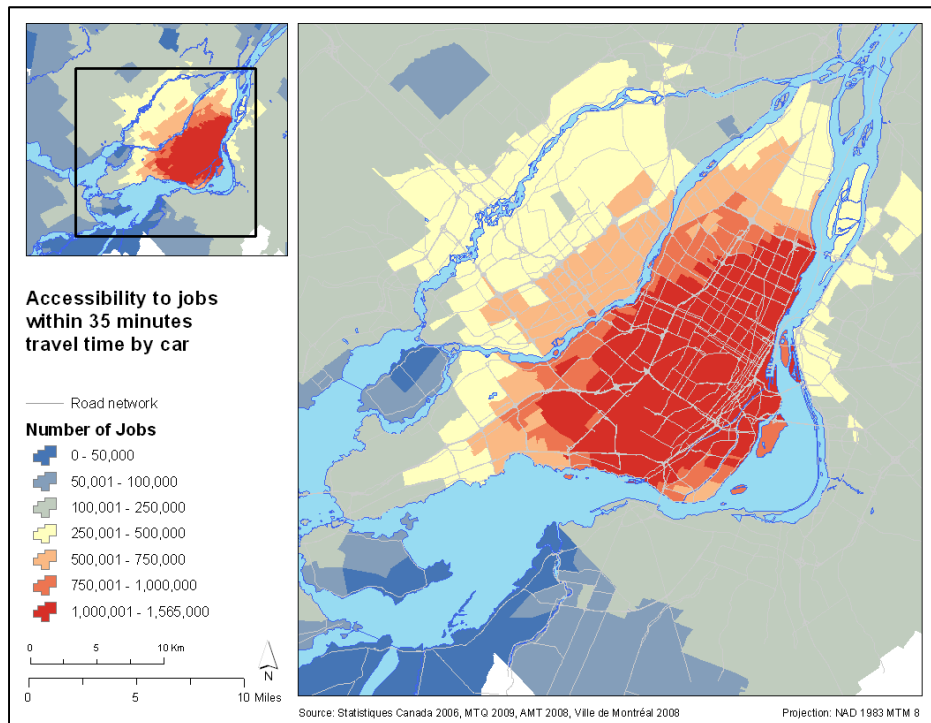 Accessibility to jobs
within 35 minutes
travel time by car
Road network
Number of Jobs
0 - 50,000
50,001 - 100,000
100,001 - 250,000
250,001 - 500,000
500,001 - 750,000
750,001 - 1,000,000
1,000,001 - 1,565,000
0 5 10 Km
N
0 5 10 Miles
Source: Statistiques Canada 2006, MTQ 2009, AMT 2008, Ville de Montréal 2008
Projection: NAD 1983 MTM 8